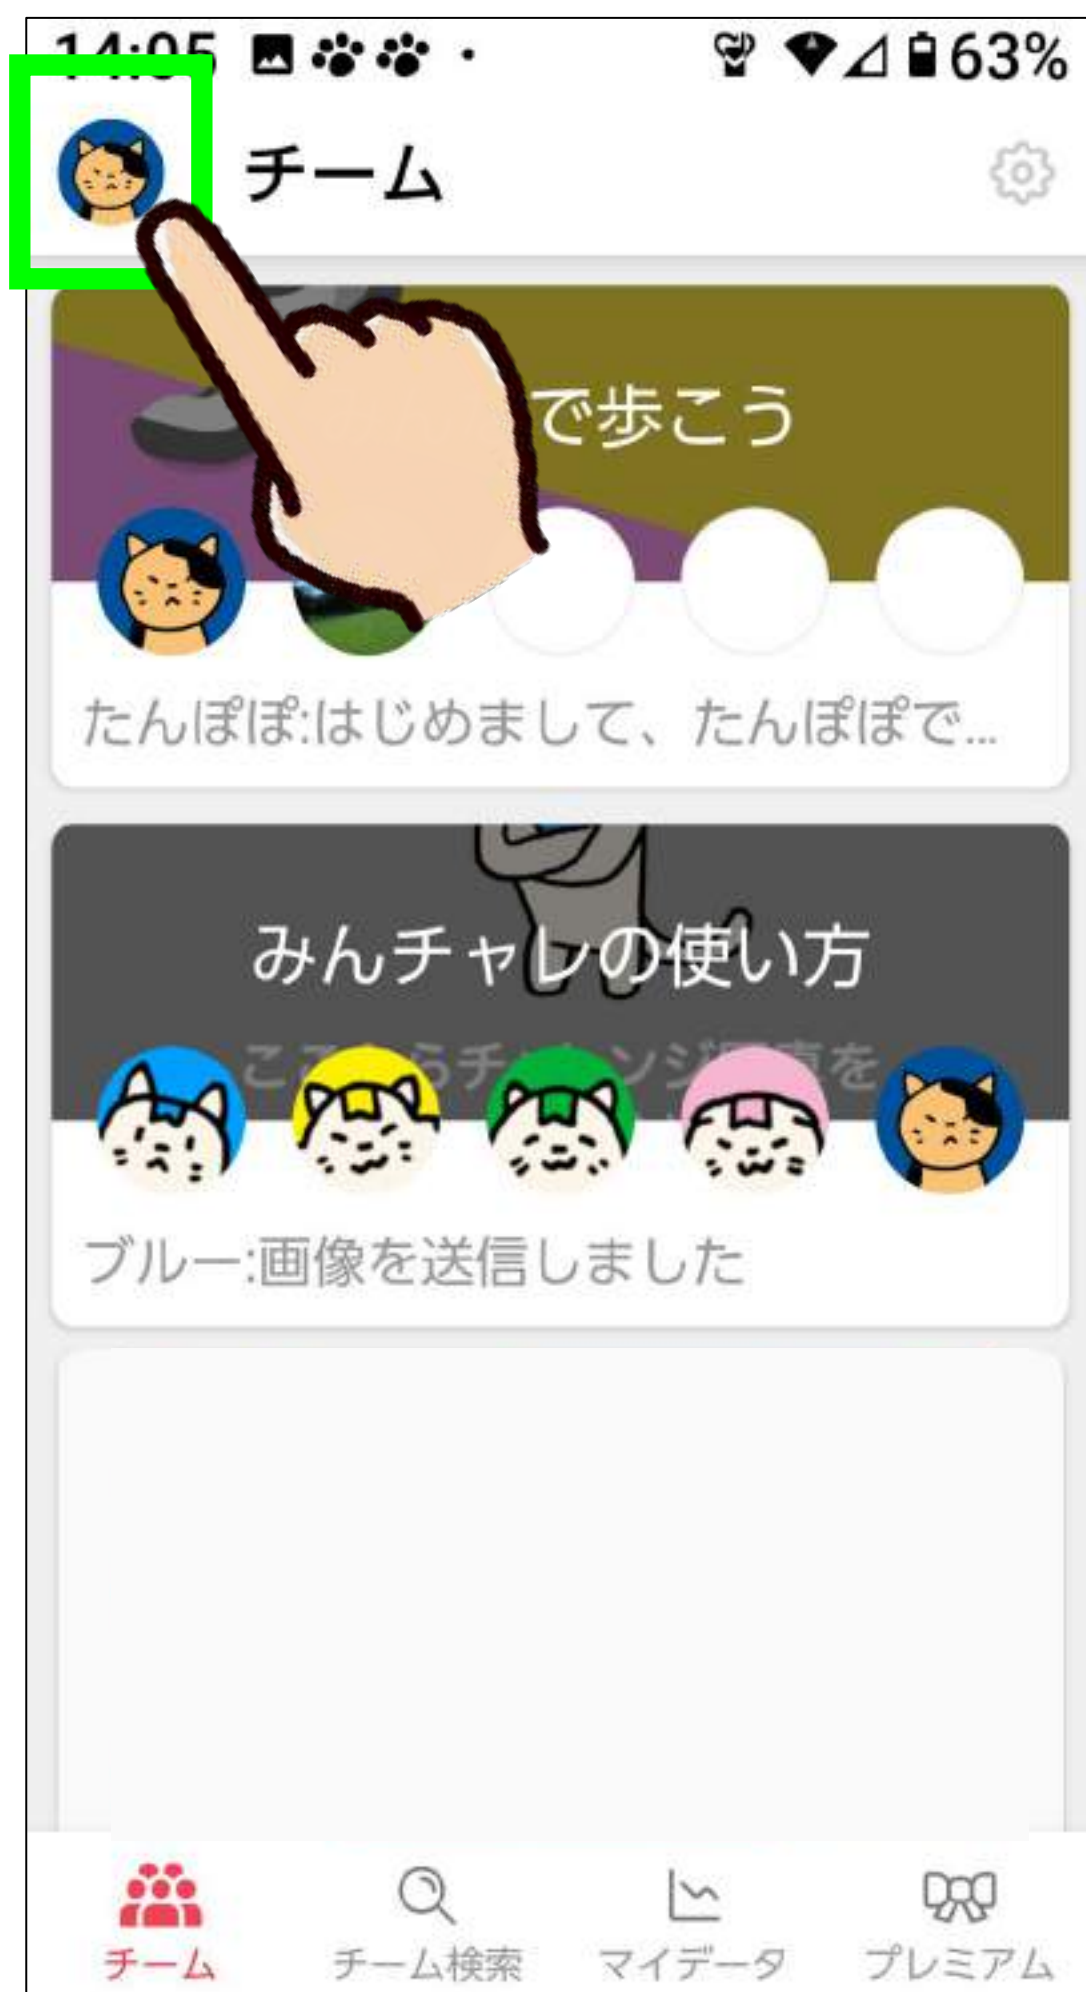 14:05 63%
チーム
で歩こう
たんぽぽ:はじめまして、たんぽぽで...
みんチャレの使い方
ブルー:画像を送信しました
チーム チーム検索 マイデータ プレミアム